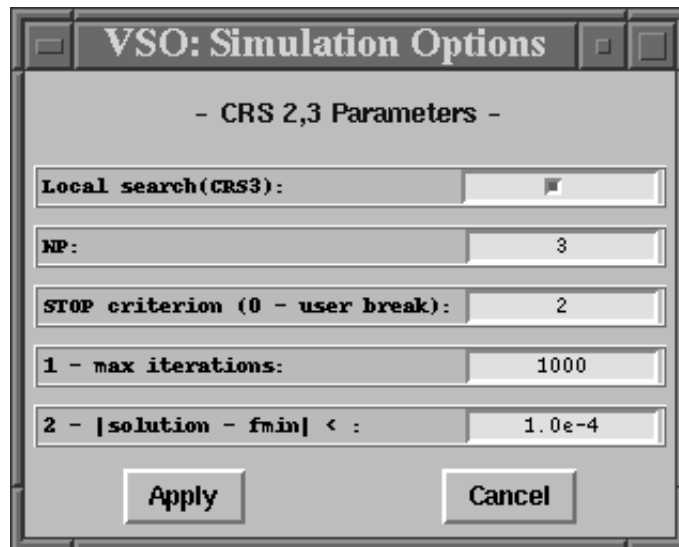 VSO: Simulation Options
- CRS 2,3 Parameters -
Local search(CRS3):
NP: 3
STOP criterion (0 - user break): 2
1 - max iterations: 1000
2 - |solution - fmin| < : 1.0e-4
Apply Cancel